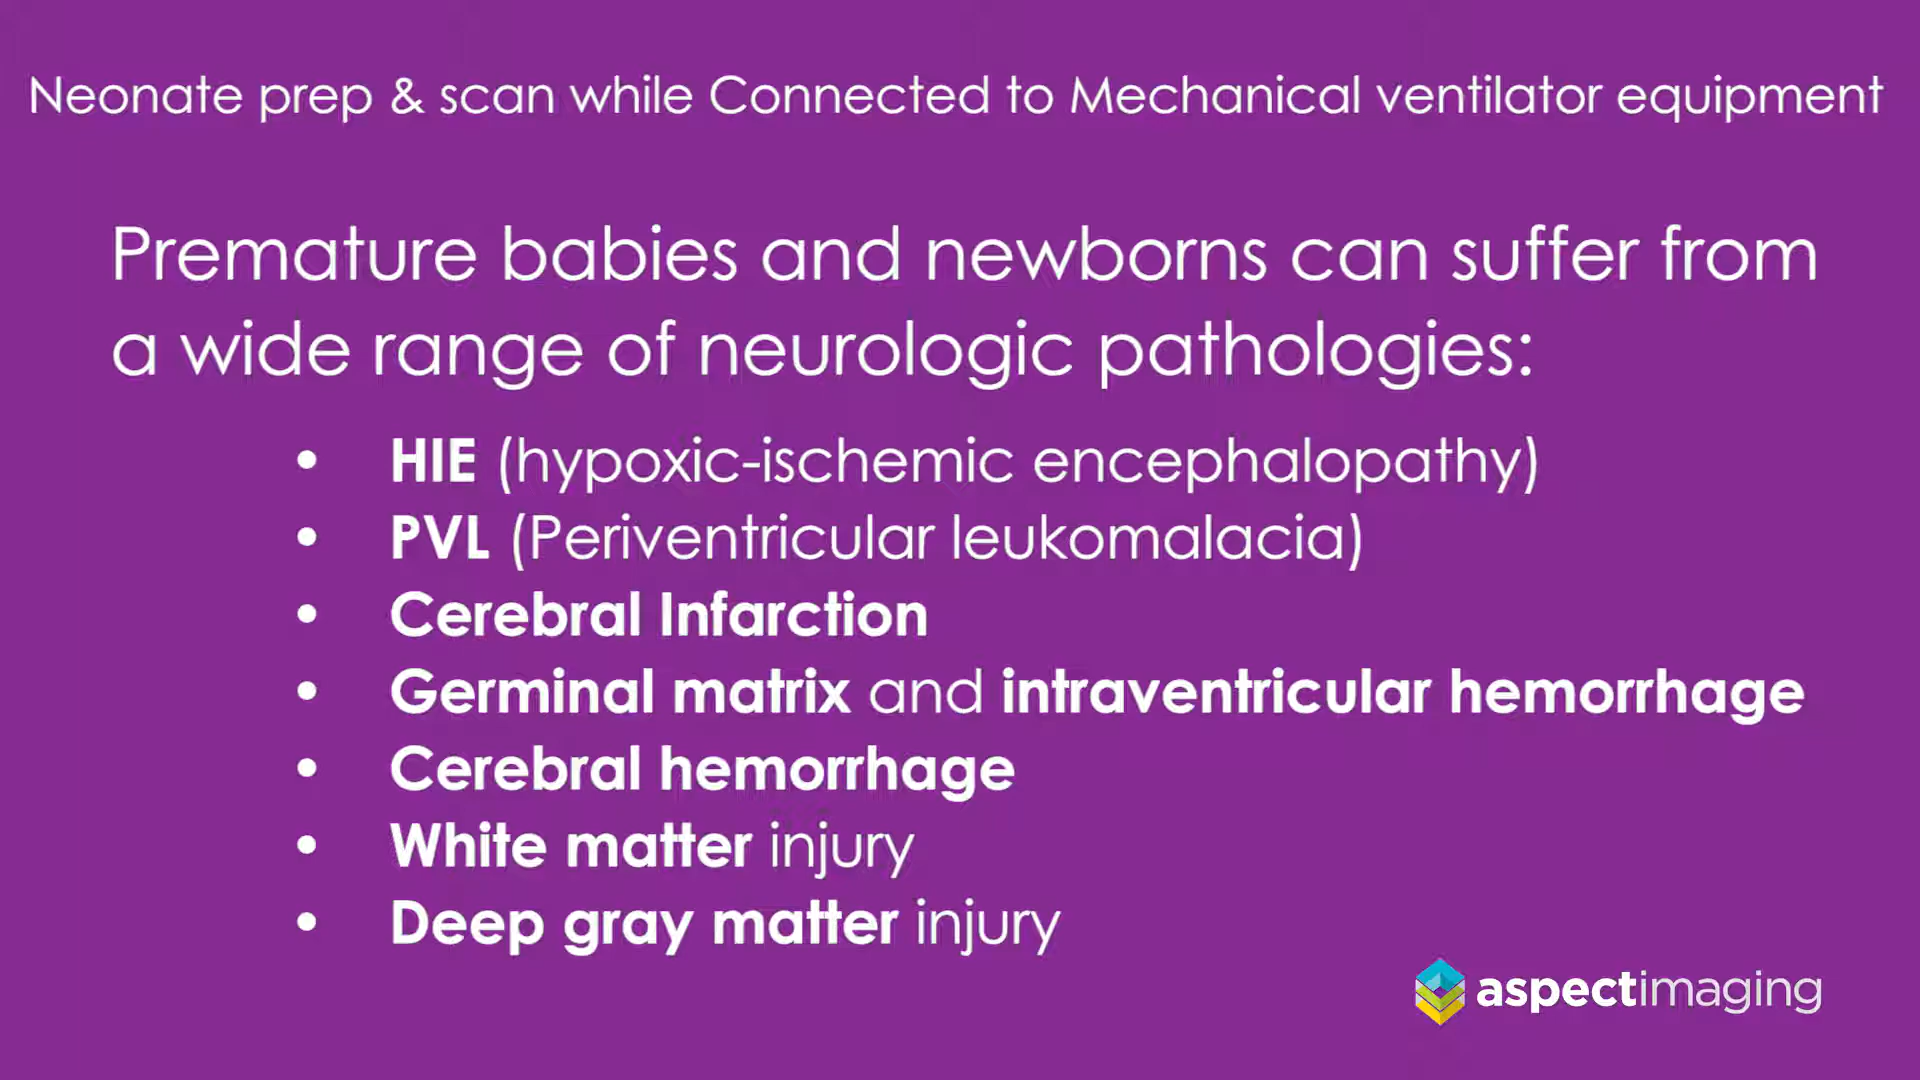 Neonate prep & scan while Connected to Mechanical ventilator equipment
Premature babies and newborns can suffer from
a wide range of neurologic pathologies:
• HIE (hypoxic-ischemic encephalopathy)
• PVL (Periventricular leukomalacia)
• Cerebral Infarction
• Germinal matrix and intraventricular hemorrhage
• Cerebral hemorrhage
• White matter injury
• Deep gray matter injury
aspectimaging